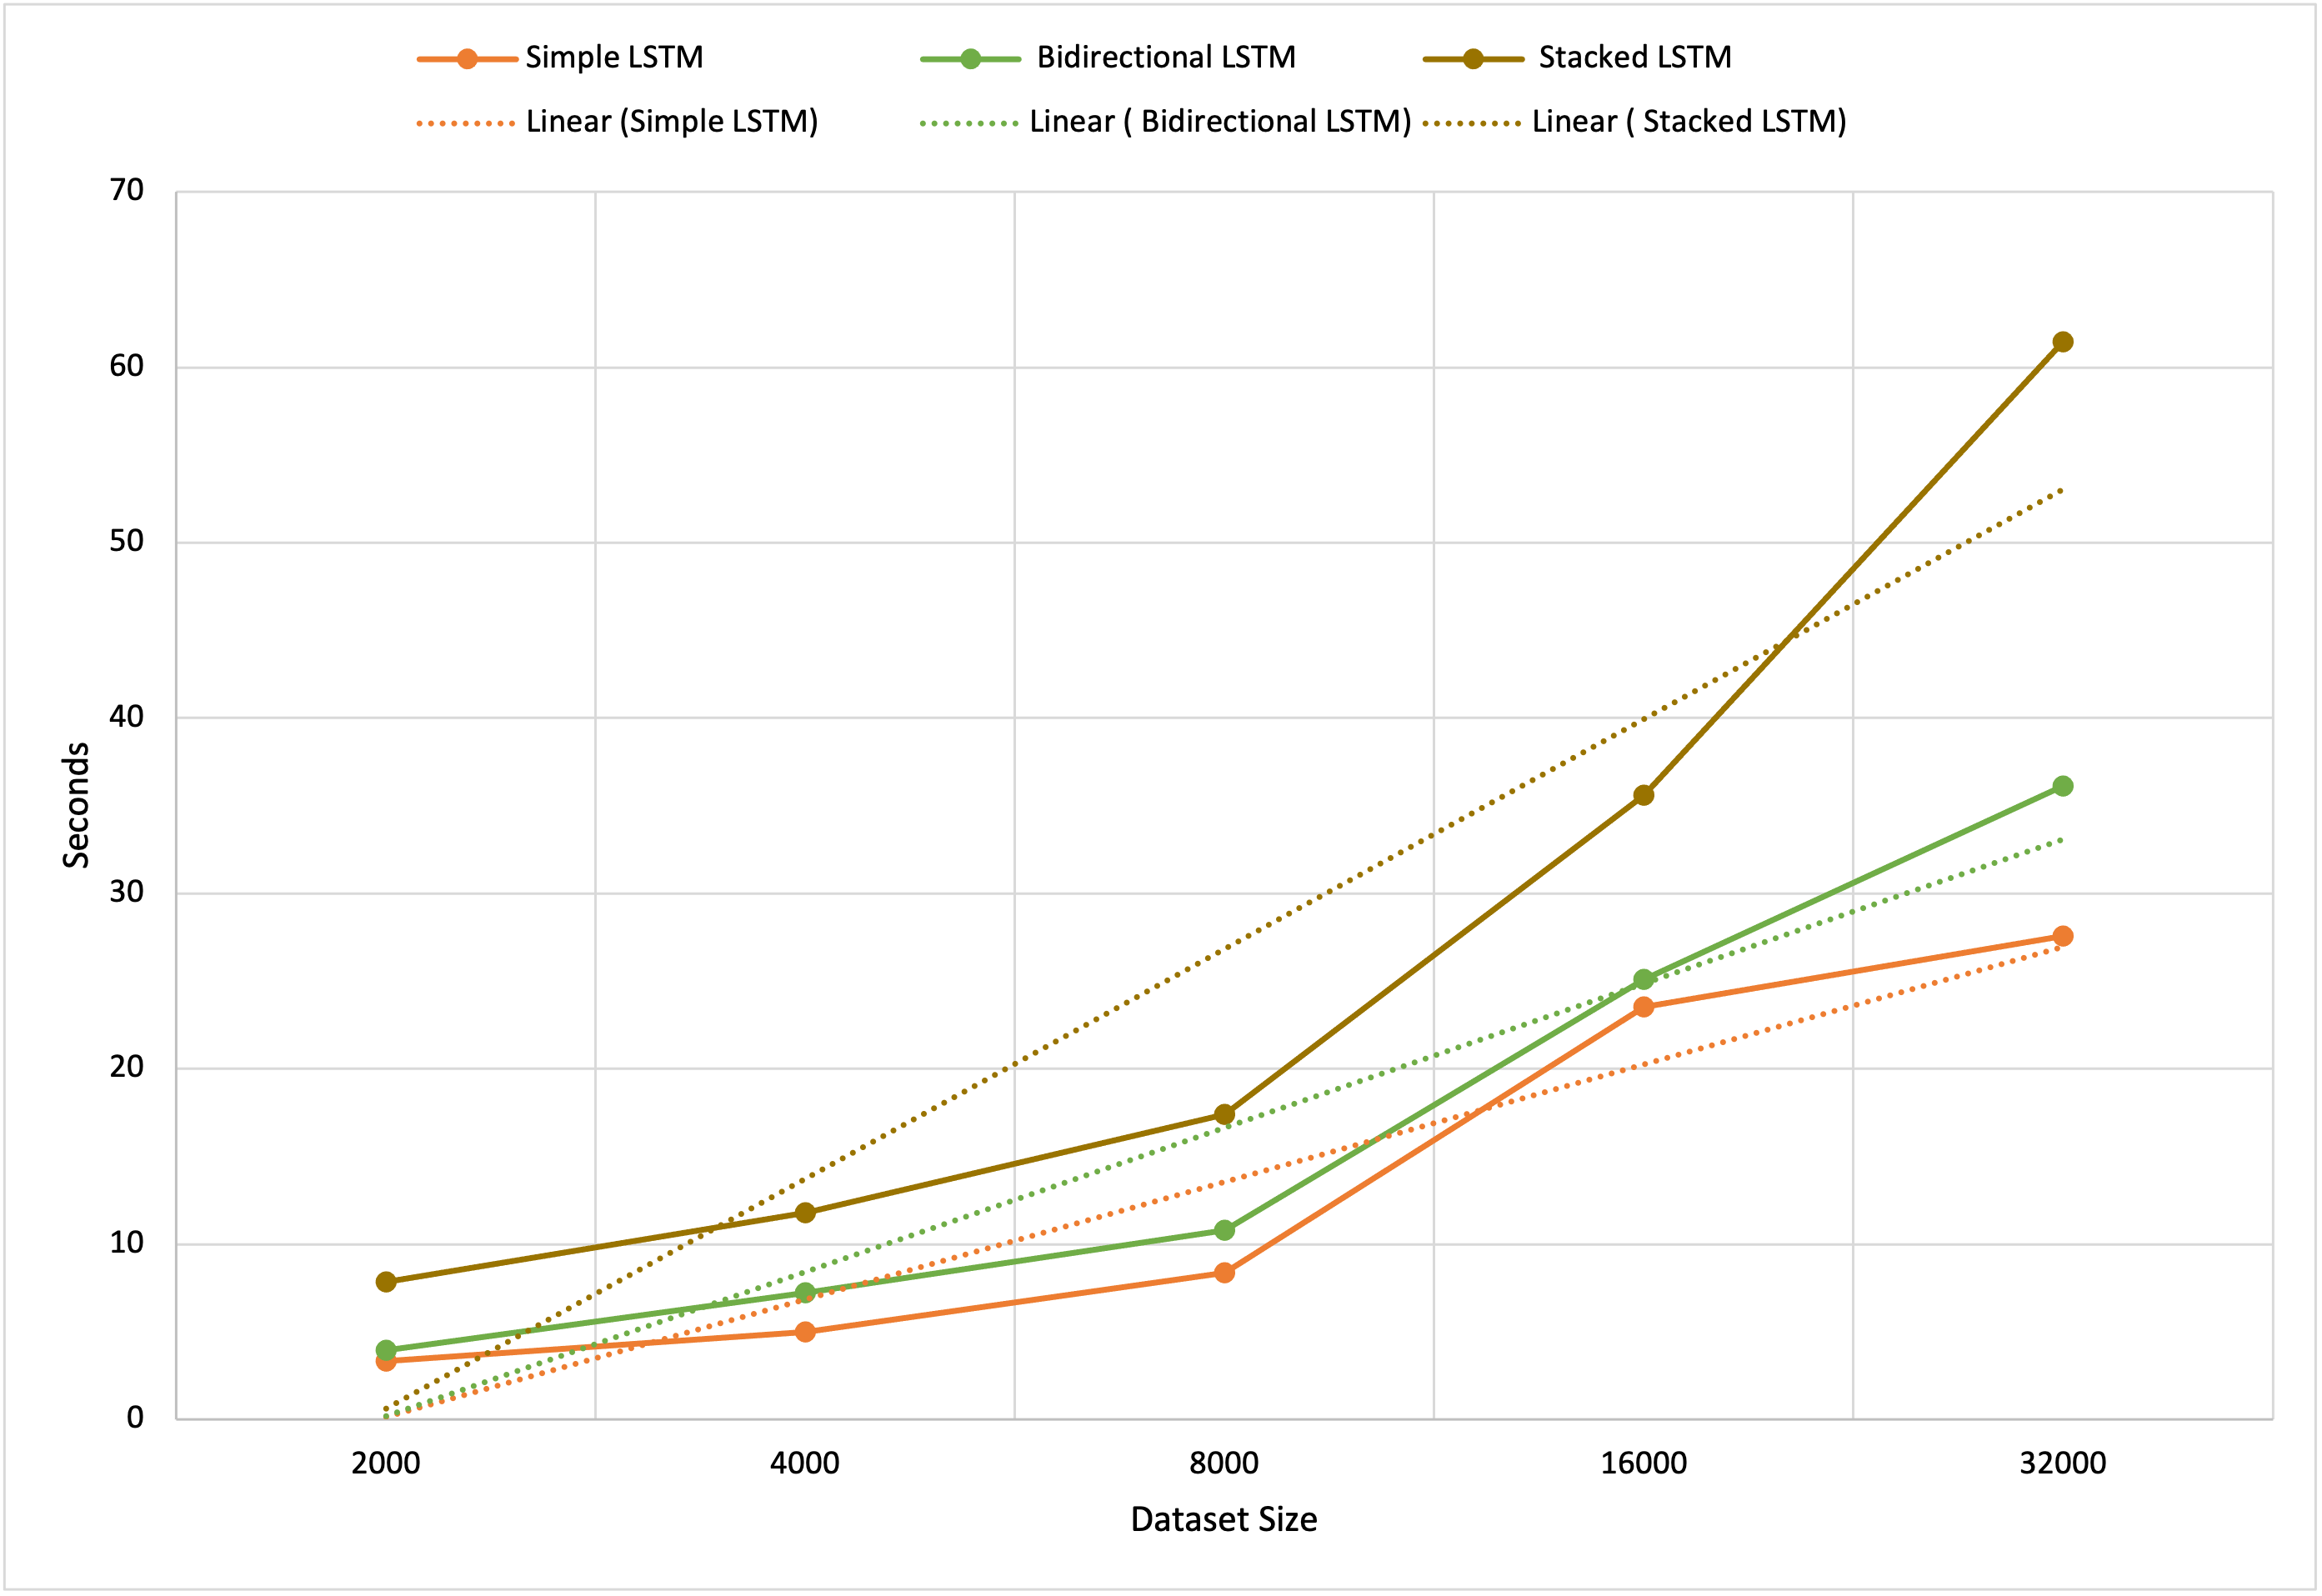 Simple LSTM Bidirectional LSTM Stacked LSTM
Linear (Simple LSTM) Linear ( Bidirectional LSTM) Linear ( Stacked LSTM)
70
60
50
40
30
20
10
0
Seconds
2000 4000 8000 16000 32000
Dataset Size